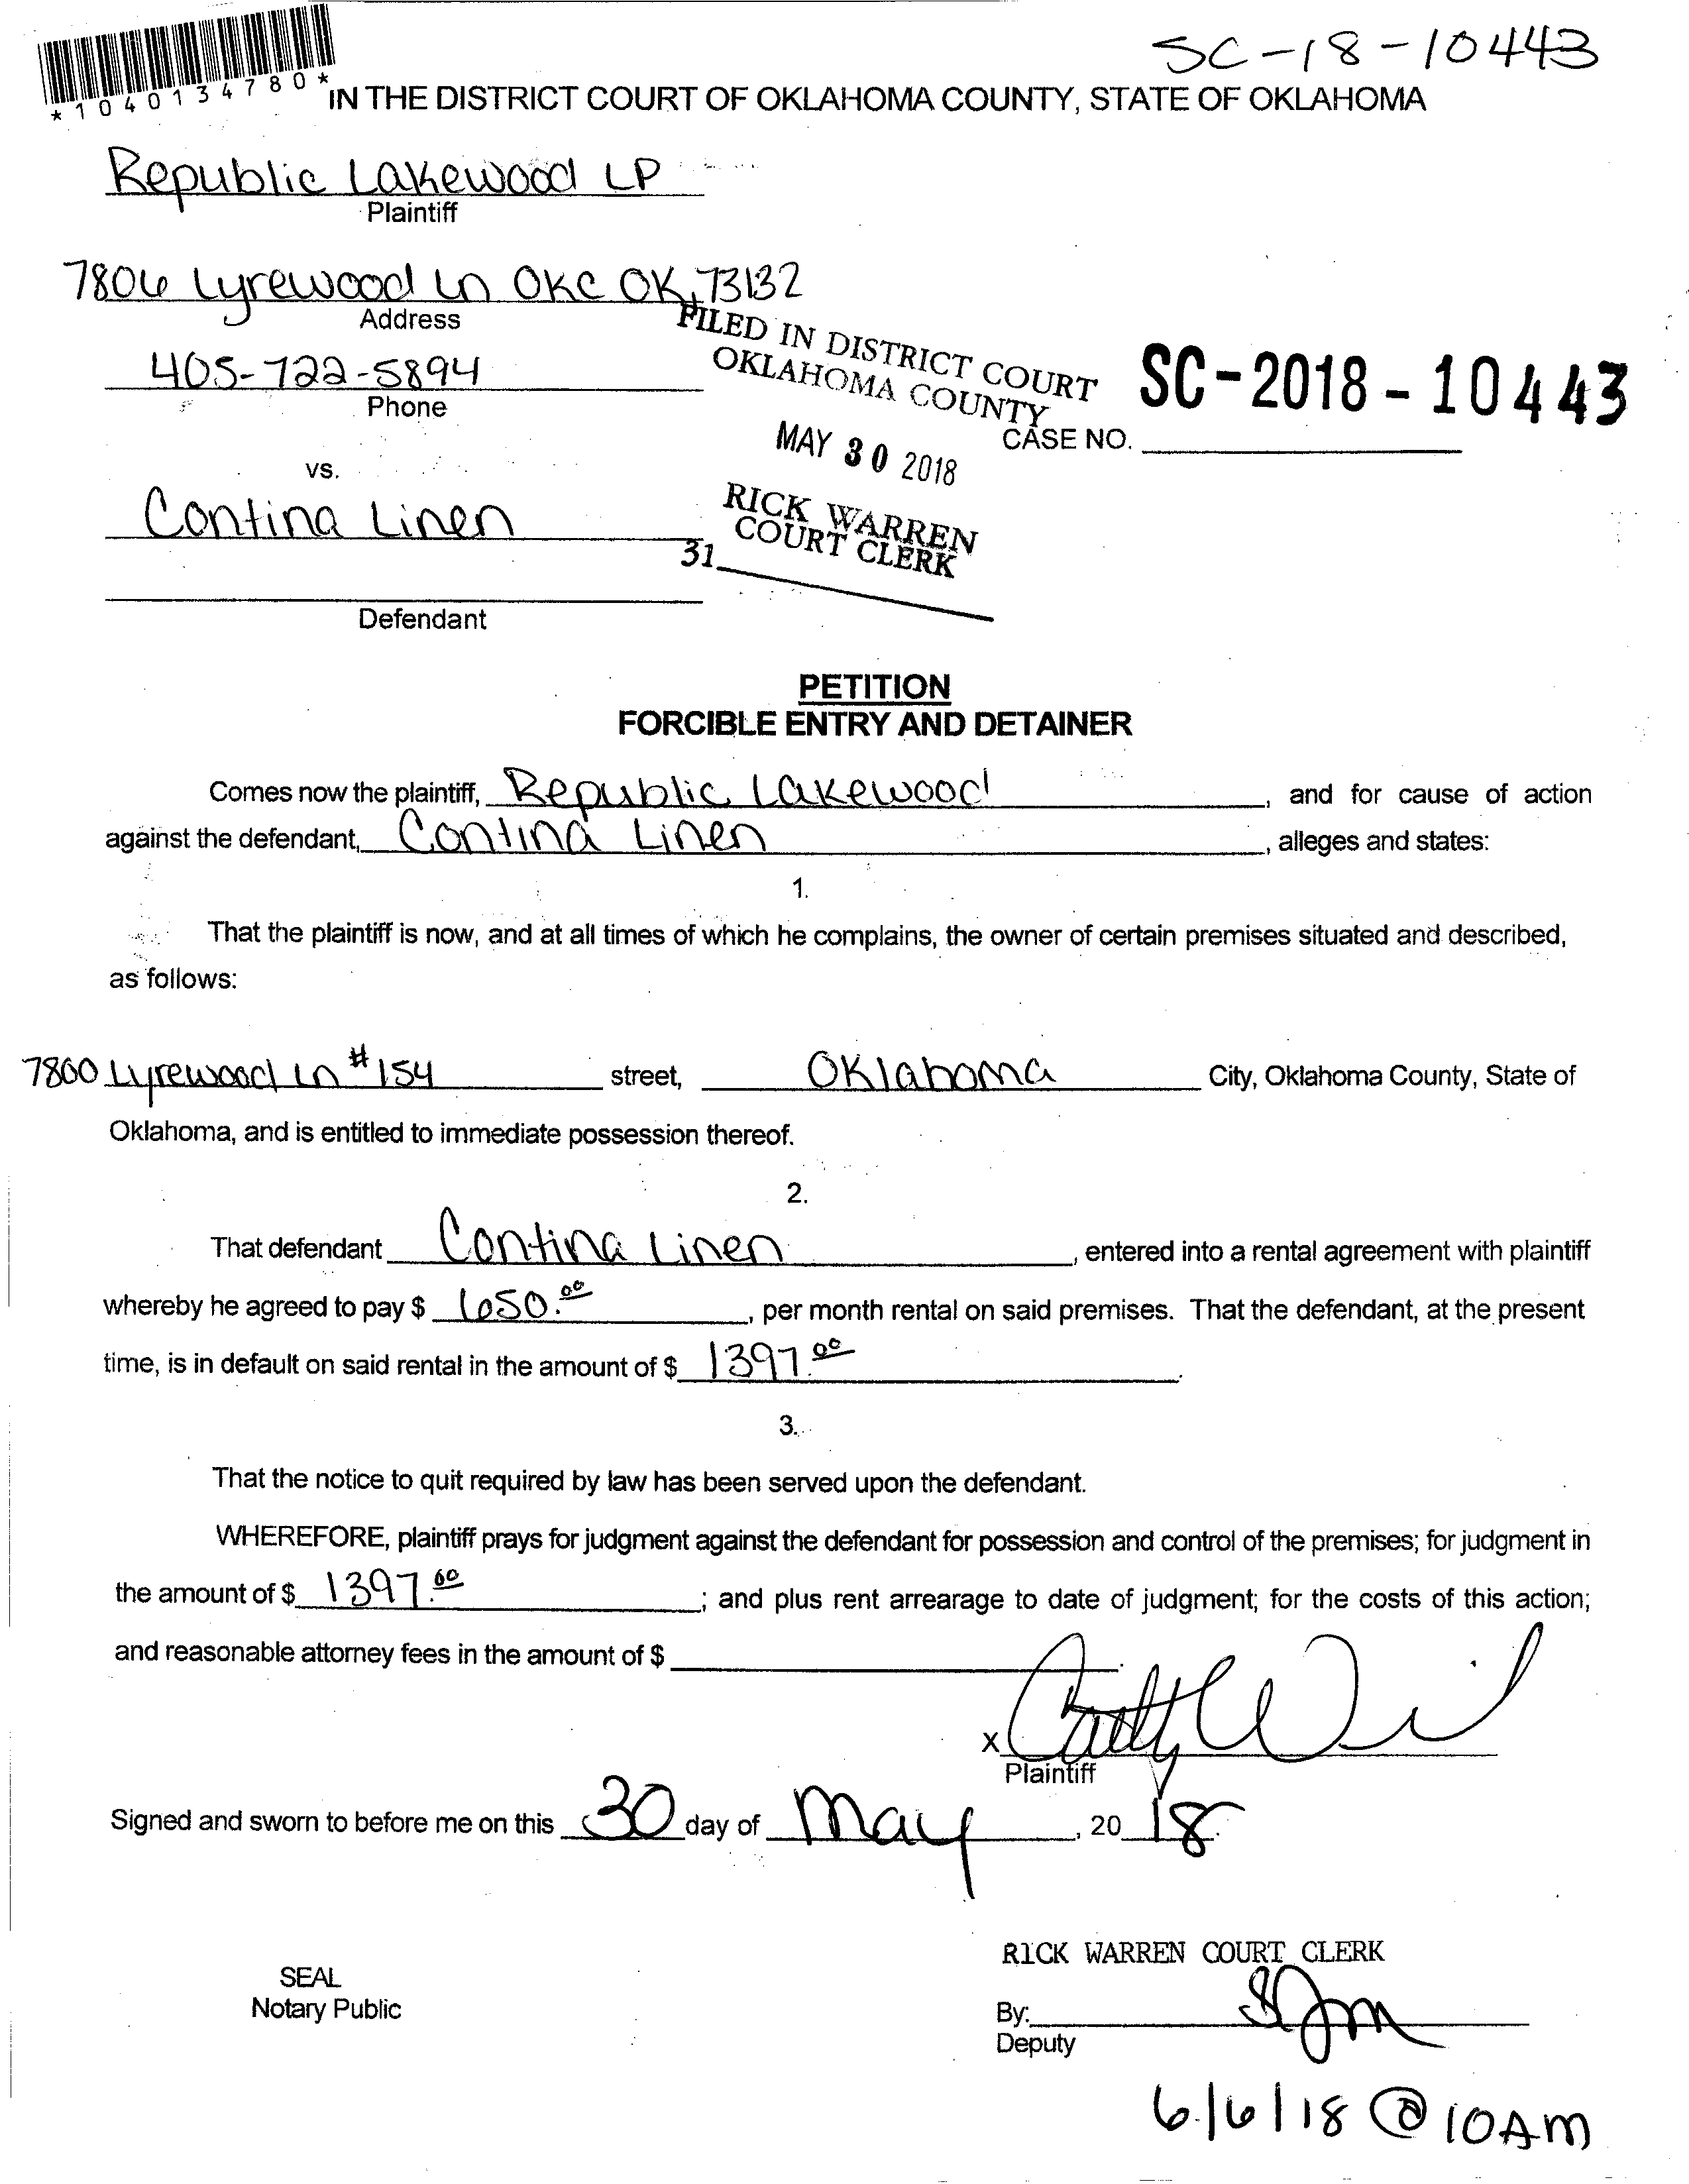 SC-18-10443
*1040134780*
IN THE DISTRICT COURT OF OKLAHOMA COUNTY, STATE OF OKLAHOMA
Republic Lakewood LP
Plaintiff
7806 Lyrewood Ln OKC OK, 73132
Address
405-722-5894
Phone
FILED IN DISTRICT COURT
OKLAHOMA COUNTY
MAY 30 2018
RICK WARREN
COURT CLERK
31
SC-2018-10443
CASE NO.
vs.
Contina Linen
Defendant
PETITION
FORCIBLE ENTRY AND DETAINER
Comes now the plaintiff, Republic Lakewood, and for cause of action
against the defendant, Contina Linen, alleges and states:
1.
That the plaintiff is now, and at all times of which he complains, the owner of certain premises situated and described,
as follows:
7800 Lyrewood Ln #154 street, Oklahoma City, Oklahoma County, State of
Oklahoma, and is entitled to immediate possession thereof.
2.
That defendant Contina Linen, entered into a rental agreement with plaintiff
whereby he agreed to pay $ 650.00, per month rental on said premises. That the defendant, at the present
time, is in default on said rental in the amount of $ 1397.00.
3.
That the notice to quit required by law has been served upon the defendant.
WHEREFORE, plaintiff prays for judgment against the defendant for possession and control of the premises; for judgment in
the amount of $ 1397.00; and plus rent arrearage to date of judgment; for the costs of this action;
and reasonable attorney fees in the amount of $
X
Plaintiff
Signed and sworn to before me on this 30 day of May, 2018
RICK WARREN COURT CLERK
SEAL
Notary Public
By:
Deputy
6/6/18 @ 10AM